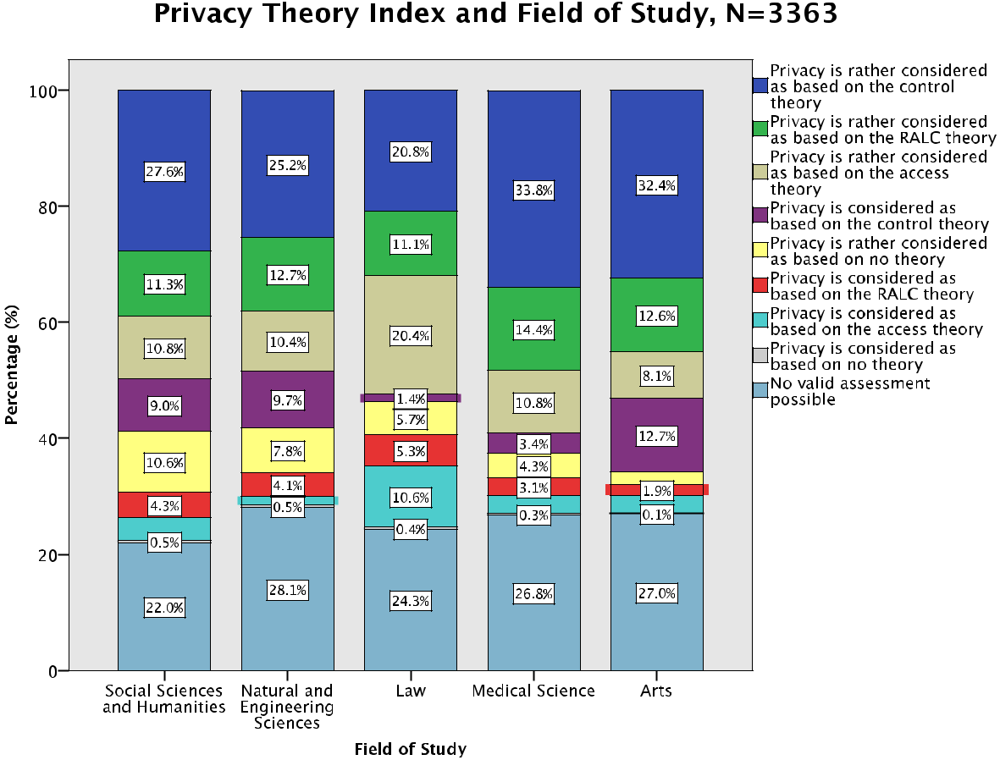 Privacy Theory Index and Field of Study, N=3363
Percentage (%)
100
80
60
40
20
0
27.6%
11.3%
10.8%
9.0%
10.6%
4.3%
0.5%
22.0%
25.2%
12.7%
10.4%
9.7%
7.8%
4.1%
0.5%
28.1%
20.8%
11.1%
20.4%
1.4%
5.7%
5.3%
10.6%
0.4%
24.3%
33.8%
14.4%
10.8%
3.4%
4.3%
3.1%
0.3%
26.8%
32.4%
12.6%
8.1%
12.7%
1.9%
0.1%
27.0%
Social Sciences
and Humanities
Natural and
Engineering
Sciences
Law
Medical Science
Arts
Field of Study
Privacy is rather considered
as based on the control
theory
Privacy is rather considered
as based on the RALC theory
Privacy is rather considered
as based on the access
theory
Privacy is considered as
based on the control theory
Privacy is rather considered
as based on no theory
Privacy is considered as
based on the RALC theory
Privacy is considered as
based on the access theory
Privacy is considered as
based on no theory
No valid assessment
possible